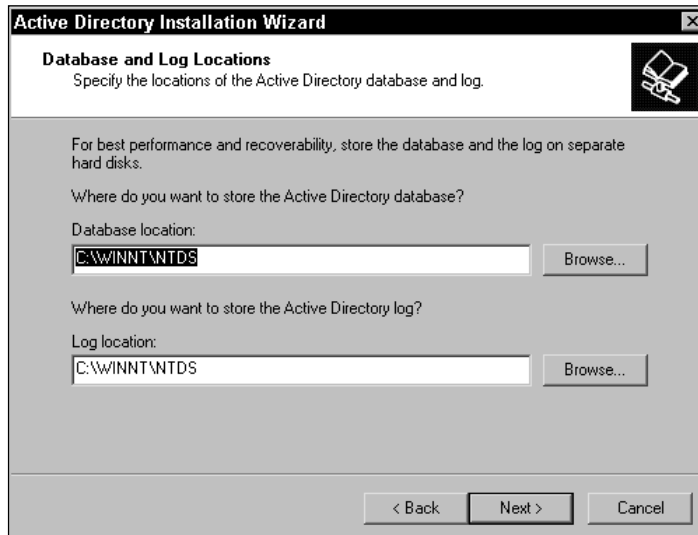 Active Directory Installation Wizard
Database and Log Locations
Specify the locations of the Active Directory database and log.
For best performance and recoverability, store the database and the log on separate
hard disks.
Where do you want to store the Active Directory database?
Database location:
C:\WINNT\NTDS
Browse...
Where do you want to store the Active Directory log?
Log location:
C:\WINNT\NTDS
Browse...
< Back
Next >
Cancel